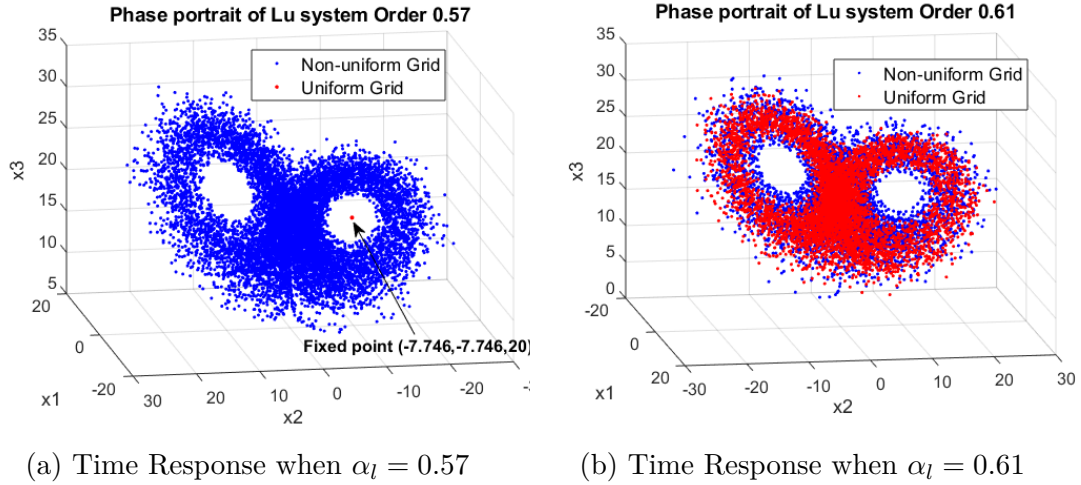 Phase portrait of Lu system Order 0.57
35
30
25
20
15
10
5
x3
Non-uniform Grid
Uniform Grid
Fixed point (-7.746,-7.746,20)
20
0
-20
x1
30
20
10
0
-10
-20
x2
Phase portrait of Lu system Order 0.61
35
30
25
20
15
10
5
0
x3
Non-uniform Grid
Uniform Grid
-20
0
20
x1
-30
-20
-10
0
10
20
30
x2
(a) Time Response when α_l = 0.57
(b) Time Response when α_l = 0.61